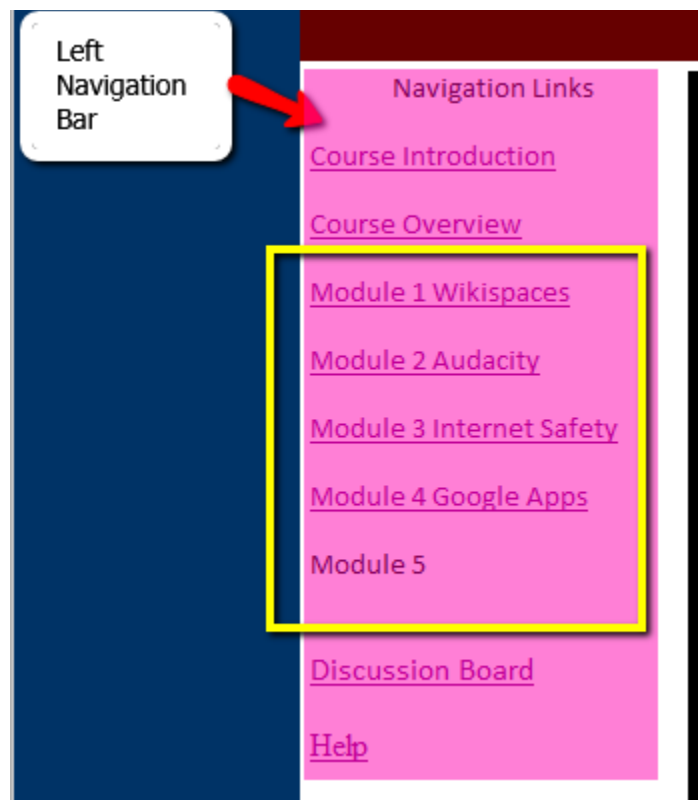 Left
Navigation
Bar
Navigation Links
Course Introduction
Course Overview
Module 1 Wikispaces
Module 2 Audacity
Module 3 Internet Safety
Module 4 Google Apps
Module 5
Discussion Board
Help